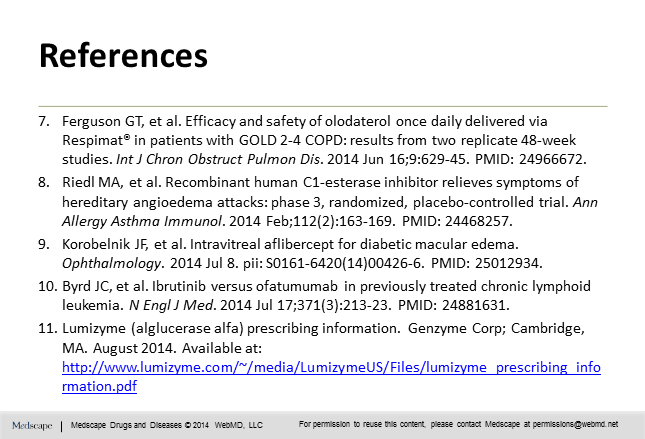 References
7. Ferguson GT, et al. Efficacy and safety of olodaterol once daily delivered via
Respimat® in patients with GOLD 2-4 COPD: results from two replicate 48-week
studies. Int J Chron Obstruct Pulmon Dis. 2014 Jun 16;9:629-45. PMID: 24966672.
8. Riedl MA, et al. Recombinant human C1-esterase inhibitor relieves symptoms of
hereditary angioedema attacks: phase 3, randomized, placebo-controlled trial. Ann
Allergy Asthma Immunol. 2014 Feb;112(2):163-169. PMID: 24468257.
9. Korobelnik JF, et al. Intravitreal aflibercept for diabetic macular edema.
Ophthalmology. 2014 Jul 8. pii: S0161-6420(14)00426-6. PMID: 25012934.
10. Byrd JC, et al. Ibrutinib versus ofatumumab in previously treated chronic lymphoid
leukemia. N Engl J Med. 2014 Jul 17;371(3):213-23. PMID: 24881631.
11. Lumizyme (alglucerase alfa) prescribing information. Genzyme Corp; Cambridge,
MA. August 2014. Available at:
http://www.lumizyme.com/~/media/LumizymeUS/Files/lumizyme_prescribing_info
rmation.pdf
Medscape | Medscape Drugs and Diseases © 2014 WebMD, LLC For permission to reuse this content, please contact Medscape at permissions@webmd.net